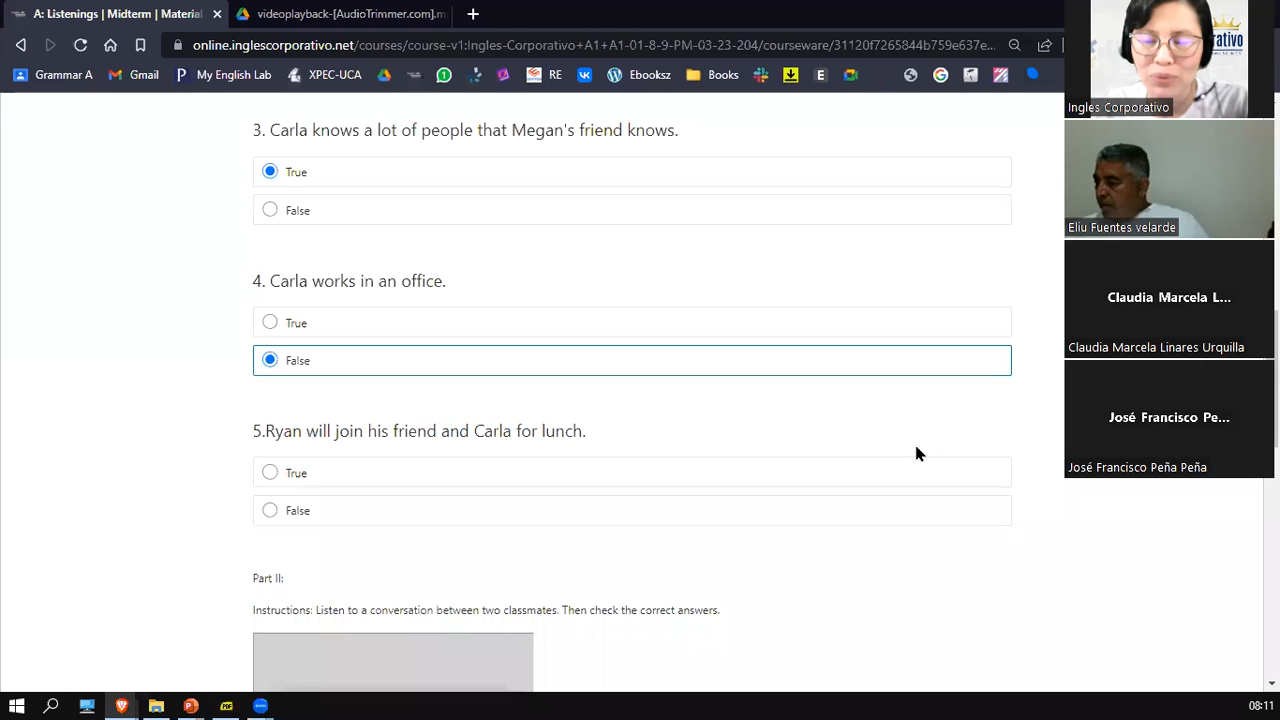 A: Listenings | Midterm | Material
videoplayback-[AudioTrimmer.com].m
online.inglescorporativo.net/courses/course-v1:Ingles-Corporativo+A1+A1-01-8-9-PM-03-23-204/courseware/31120f7265844b759e637e...
Grammar A
Gmail
My English Lab
XPEC-UCA
RE
Ebooksz
Books
3. Carla knows a lot of people that Megan's friend knows.
True
False
4. Carla works in an office.
True
False
5.Ryan will join his friend and Carla for lunch.
True
False
Part II:
Instructions: Listen to a conversation between two classmates. Then check the correct answers.
Ingles Corporativo
Eliu Fuentes velarde
Claudia Marcela L...
Claudia Marcela Linares Urquilla
José Francisco Pe...
José Francisco Peña Peña
08:11